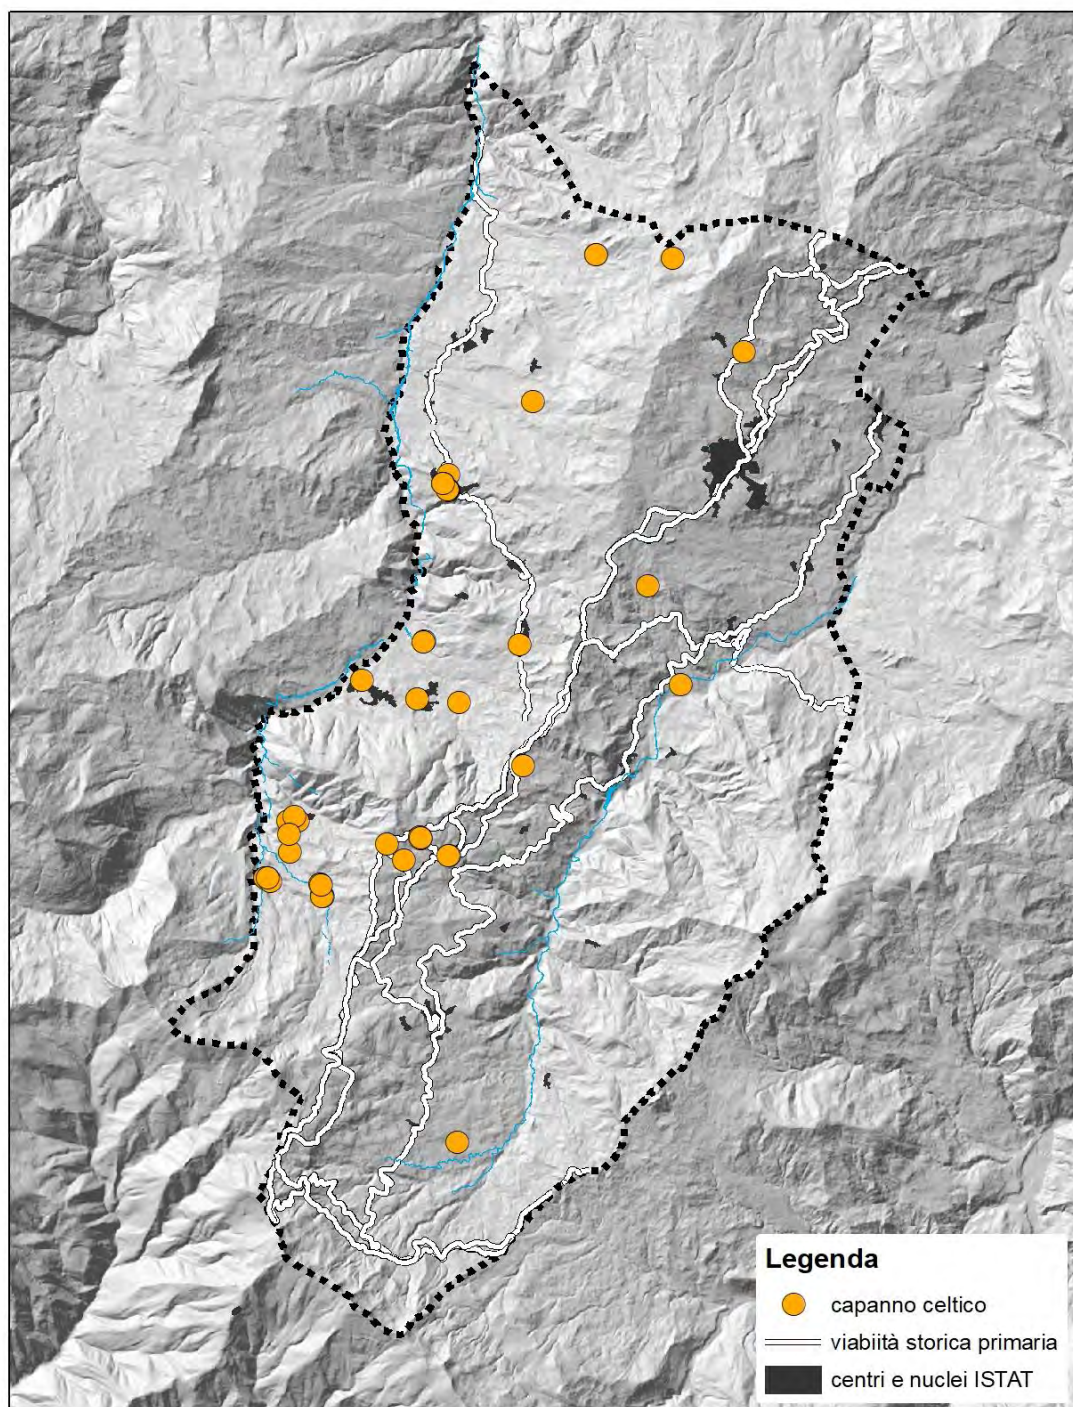 Legenda
capanno celtico
viabiità storica primaria
centri e nuclei ISTAT